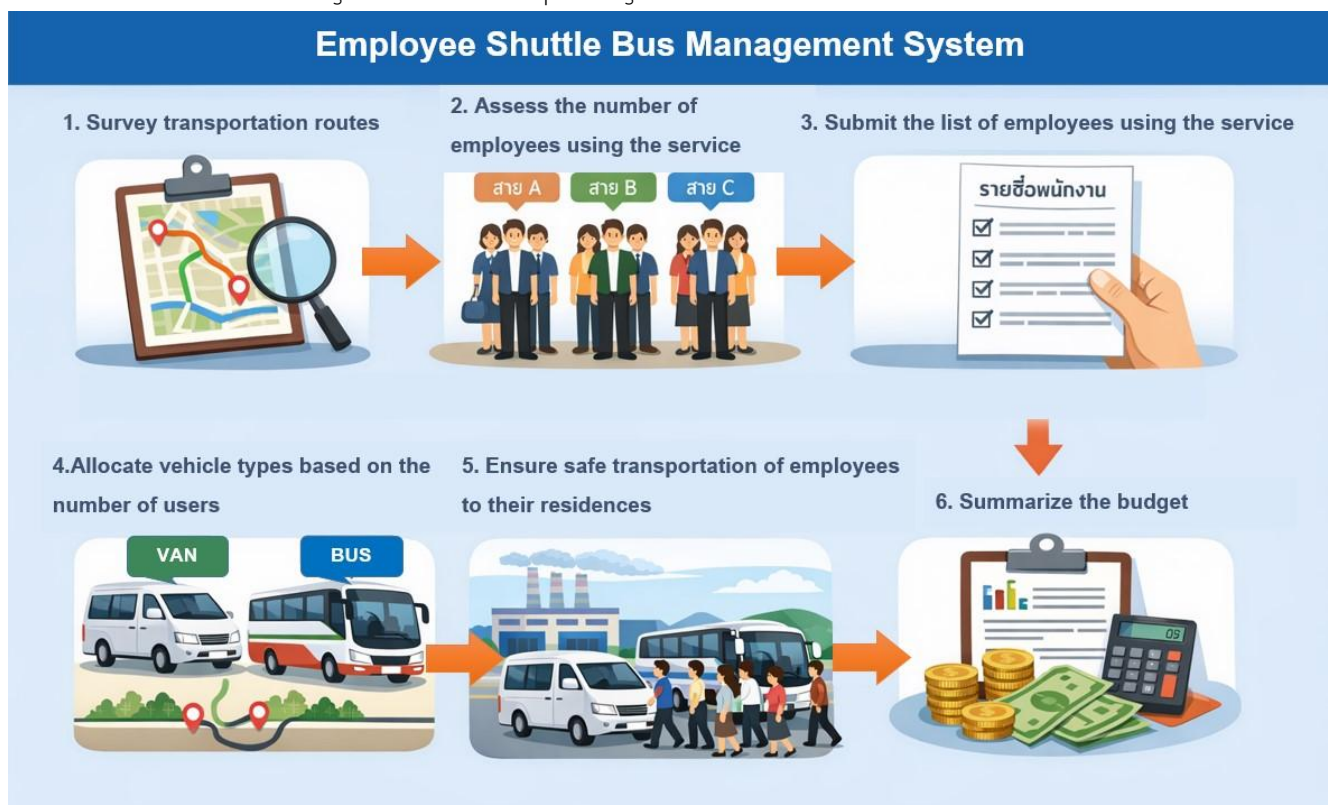 Employee Shuttle Bus Management System
1. Survey transportation routes
2. Assess the number of
employees using the service
3. Submit the list of employees using the service
สาย A
สาย B
สาย C
รายชื่อพนักงาน
4.Allocate vehicle types based on the
number of users
5. Ensure safe transportation of employees
to their residences
6. Summarize the budget
VAN
BUS